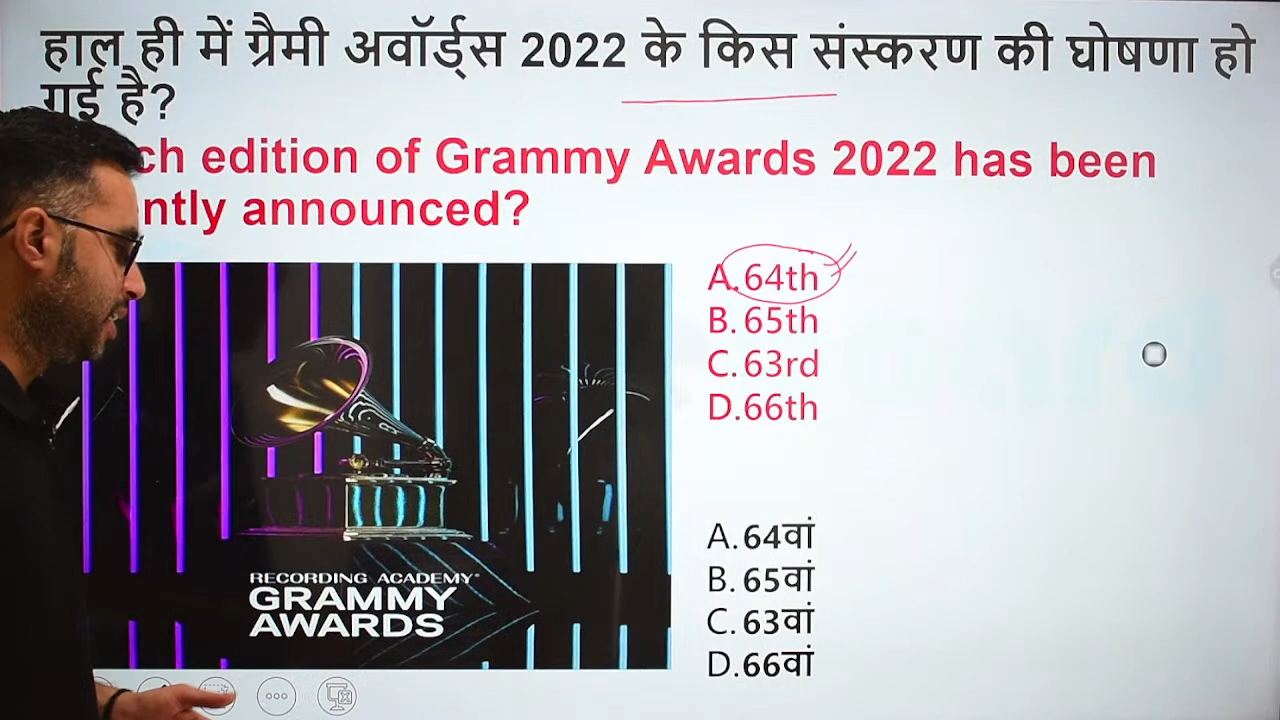 हाल ही में ग्रैमी अवॉर्ड्स 2022 के किस संस्करण की घोषणा हो
गई है?
ch edition of Grammy Awards 2022 has been
ntly announced?
A. 64th
B. 65th
C. 63rd
D. 66th
RECORDING ACADEMY®
GRAMMY
AWARDS
A. 64वां
B. 65वां
C. 63वां
D. 66वां